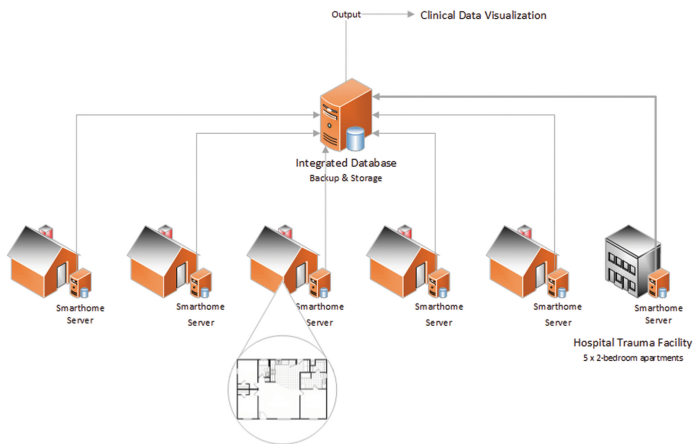 Output
Clinical Data Visualization
Integrated Database
Backup & Storage
Smarthome
Server
Smarthome
Server
Smarthome
Server
Smarthome
Server
Smarthome
Server
Smarthome
Server
Hospital Trauma Facility
5 x 2-bedroom apartments